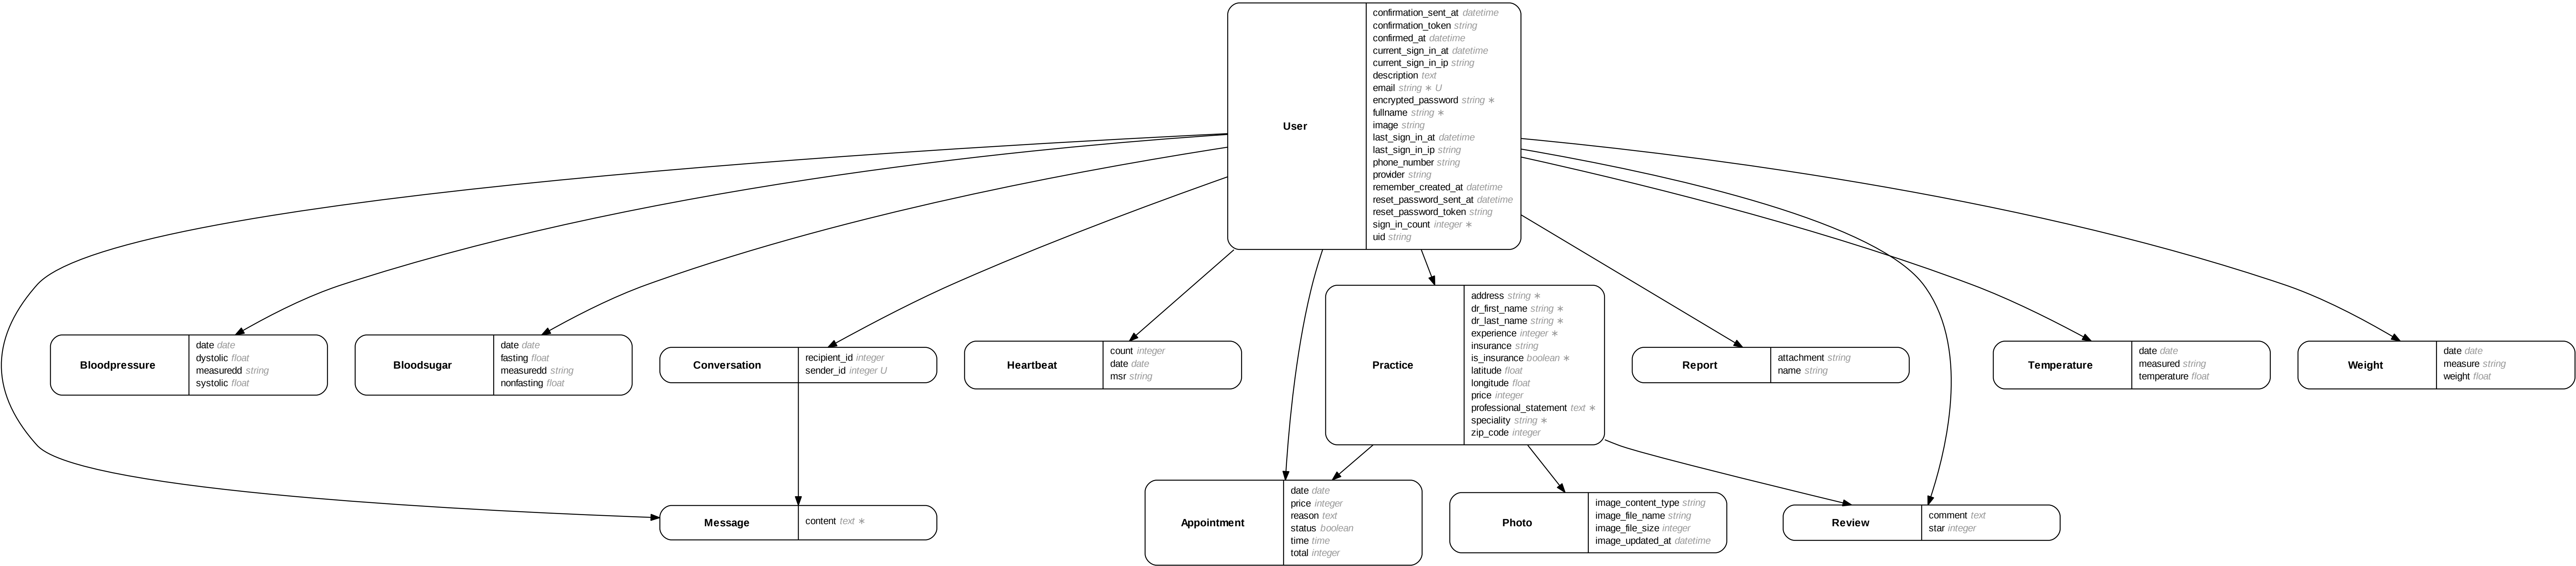 User
confirmation_sent_at datetime
confirmation_token string
confirmed_at datetime
current_sign_in_at datetime
current_sign_in_ip string
description text
email string ∗ U
encrypted_password string ∗
fullname string ∗
image string
last_sign_in_at datetime
last_sign_in_ip string
phone_number string
provider string
remember_created_at datetime
reset_password_sent_at datetime
reset_password_token string
sign_in_count integer ∗
uid string
Bloodpressure
date date
dystolic float
measuredd string
systolic float
Bloodsugar
date date
fasting float
measuredd string
nonfasting float
Conversation
recipient_id integer
sender_id integer U
Heartbeat
count integer
date date
msr string
Practice
address string ∗
dr_first_name string ∗
dr_last_name string ∗
experience integer ∗
insurance string
is_insurance boolean ∗
latitude float
longitude float
price integer
professional_statement text ∗
speciality string ∗
zip_code integer
Report
attachment string
name string
Temperature
date date
measured string
temperature float
Weight
date date
measure string
weight float
Message
content text ∗
Appointment
date date
price integer
reason text
status boolean
time time
total integer
Photo
image_content_type string
image_file_name string
image_file_size integer
image_updated_at datetime
Review
comment text
star integer